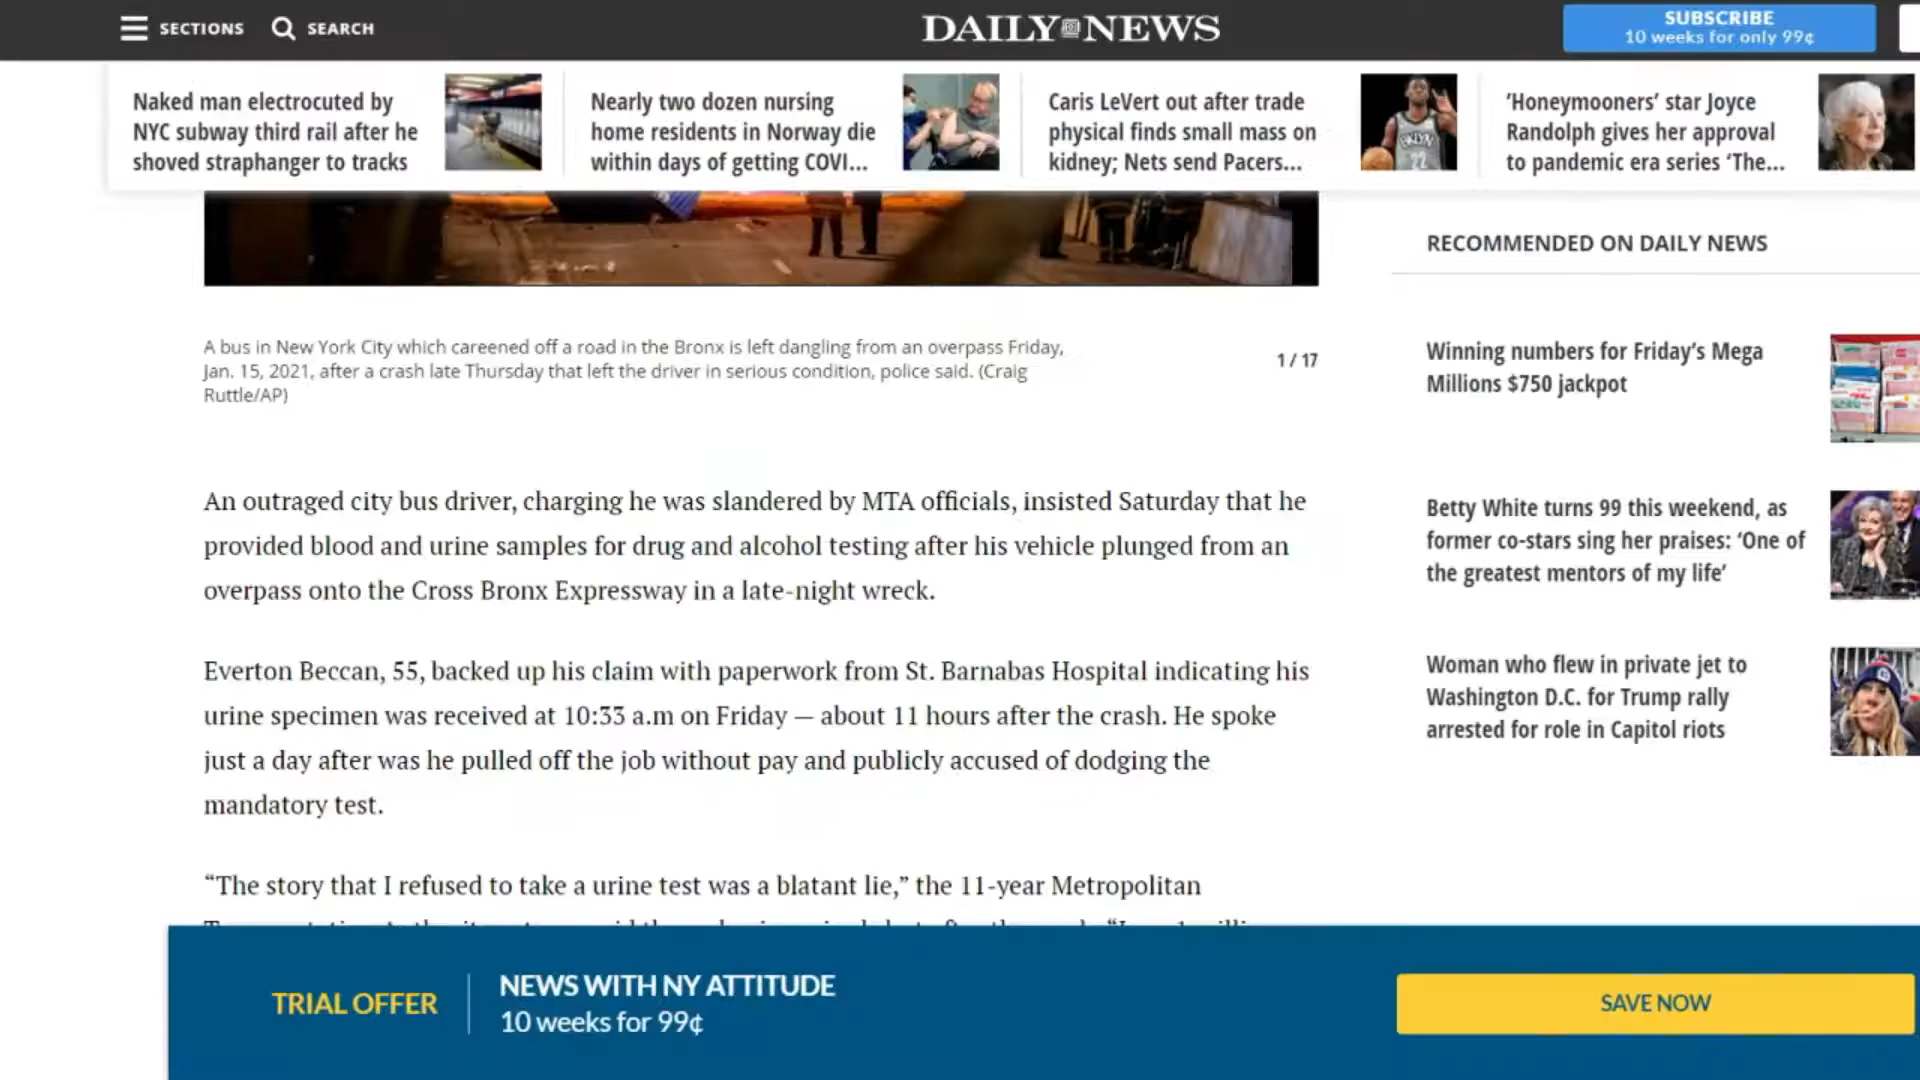 SECTIONS
SEARCH
DAILY NEWS
SUBSCRIBE
10 weeks for only 99¢
Naked man electrocuted by
NYC subway third rail after he
shoved straphanger to tracks
Nearly two dozen nursing
home residents in Norway die
within days of getting COVI...
Caris LeVert out after trade
physical finds small mass on
kidney; Nets send Pacers...
‘Honeymooners’ star Joyce
Randolph gives her approval
to pandemic era series ‘The...
A bus in New York City which careened off a road in the Bronx is left dangling from an overpass Friday,
Jan. 15, 2021, after a crash late Thursday that left the driver in serious condition, police said. (Craig
Ruttle/AP)
1 / 17
An outraged city bus driver, charging he was slandered by MTA officials, insisted Saturday that he
provided blood and urine samples for drug and alcohol testing after his vehicle plunged from an
overpass onto the Cross Bronx Expressway in a late-night wreck.
Everton Beccan, 55, backed up his claim with paperwork from St. Barnabas Hospital indicating his
urine specimen was received at 10:33 a.m on Friday — about 11 hours after the crash. He spoke
just a day after was he pulled off the job without pay and publicly accused of dodging the
mandatory test.
“The story that I refused to take a urine test was a blatant lie,” the 11-year Metropolitan
RECOMMENDED ON DAILY NEWS
Winning numbers for Friday’s Mega
Millions $750 jackpot
Betty White turns 99 this weekend, as
former co-stars sing her praises: ‘One of
the greatest mentors of my life’
Woman who flew in private jet to
Washington D.C. for Trump rally
arrested for role in Capitol riots
TRIAL OFFER
NEWS WITH NY ATTITUDE
10 weeks for 99¢
SAVE NOW